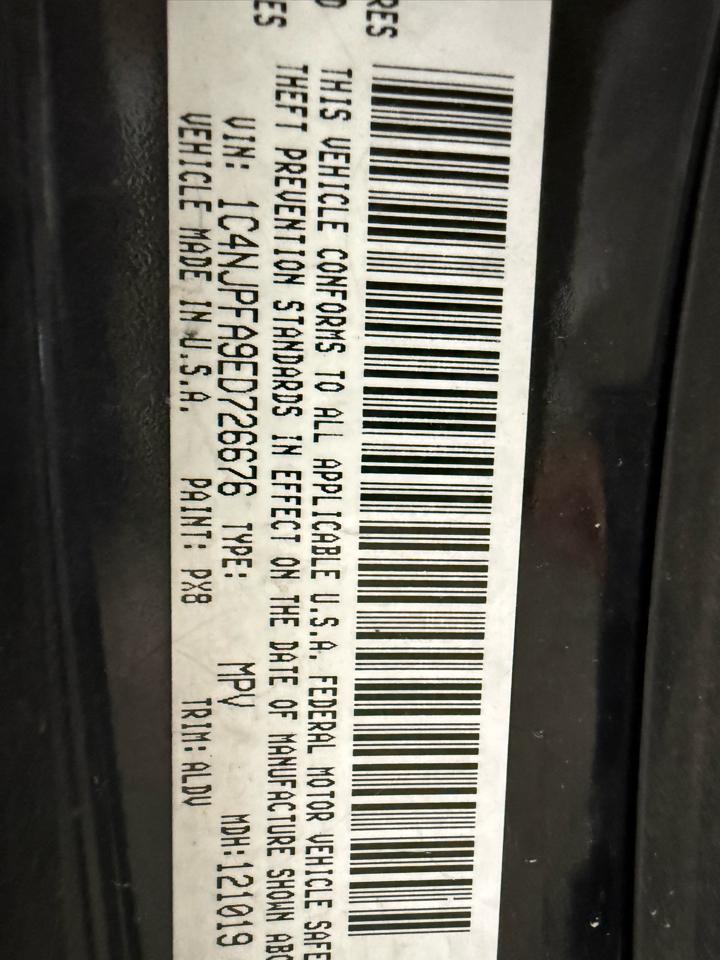 RES
THIS VEHICLE CONFORMS TO ALL APPLICABLE U.S.A. FEDERAL MOTOR VEHICLE SAFE
THEFT PREVENTION STANDARDS IN EFFECT ON THE DATE OF MANUFACTURE SHOWN ABO
VIN: 1C4NJPFA9ED726676 TYPE: MPV MDH:121019
VEHICLE MADE IN U.S.A. PAINT: PX8 TRIM:ALDV